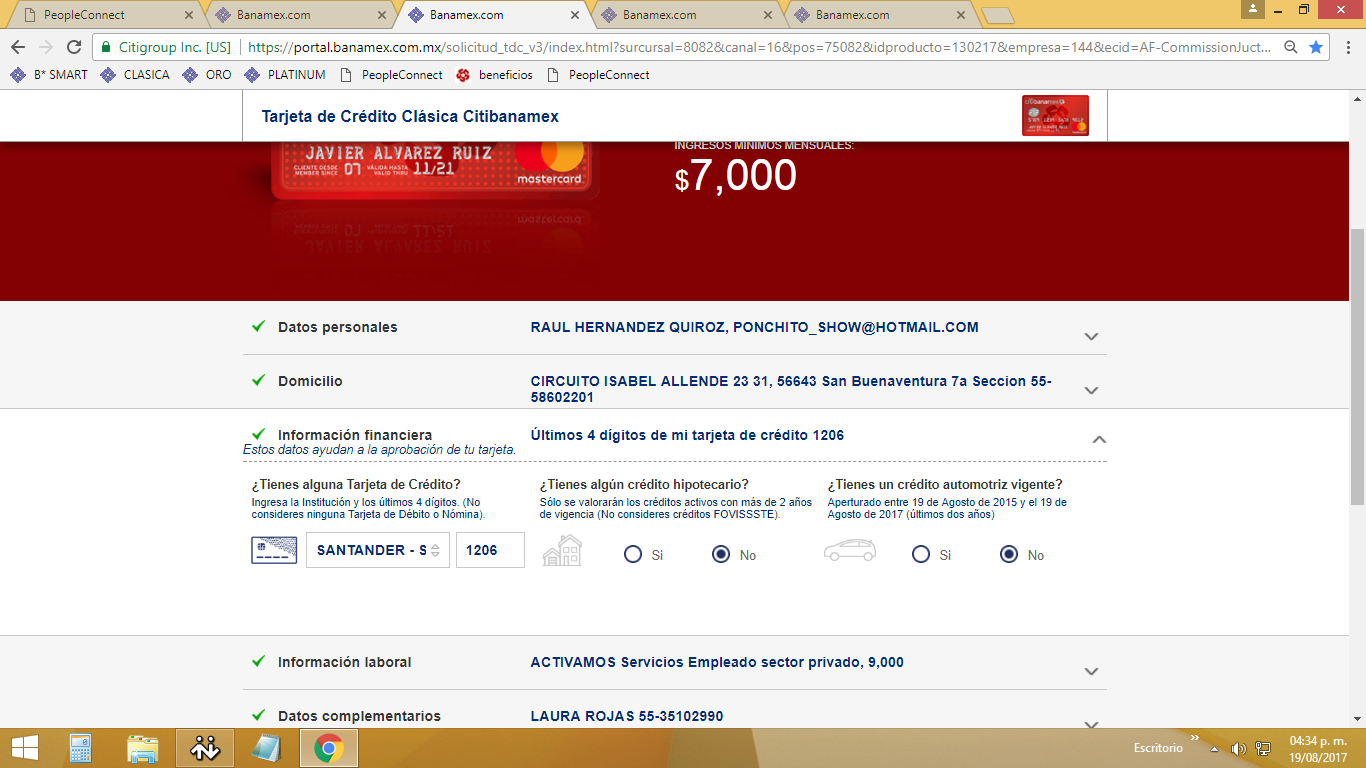 PeopleConnect
Banamex.com
Banamex.com
Banamex.com
Banamex.com
Citigroup Inc. [US]
https://portal.banamex.com.mx/solicitud_tdc_v3/index.html?surcursal=8082&canal=16&pos=75082&idproducto=130217&empresa=144&ecid=AF-CommissionJuct...
B* SMART
CLASICA
ORO
PLATINUM
PeopleConnect
beneficios
PeopleConnect
Tarjeta de Crédito Clásica Citibanamex
JAVIER ALVAREZ RUIZ
CLIENTE DESDE
MEMBER SINCE
07
VÁLIDA HASTA
VALID THRU
11/21
mastercard
INGRESOS MÍNIMOS MENSUALES:
$7,000
Datos personales
RAUL HERNANDEZ QUIROZ, PONCHITO_SHOW@HOTMAIL.COM
Domicilio
CIRCUITO ISABEL ALLENDE 23 31, 56643 San Buenaventura 7a Seccion 55-
58602201
Información financiera
Últimos 4 dígitos de mi tarjeta de crédito 1206
Estos datos ayudan a la aprobación de tu tarjeta.
¿Tienes alguna Tarjeta de Crédito?
Ingresa la Institución y los últimos 4 dígitos. (No
consideres ninguna Tarjeta de Débito o Nómina).
SANTANDER - S
1206
¿Tienes algún crédito hipotecario?
Sólo se valorarán los créditos activos con más de 2 años
de vigencia (No consideres créditos FOVISSSTE).
Si
No
¿Tienes un crédito automotriz vigente?
Aperturado entre 19 de Agosto de 2015 y el 19 de
Agosto de 2017 (últimos dos años)
Si
No
Información laboral
ACTIVAMOS Servicios Empleado sector privado, 9,000
Datos complementarios
LAURA ROJAS 55-35102990
Escritorio
04:34 p. m.
19/08/2017